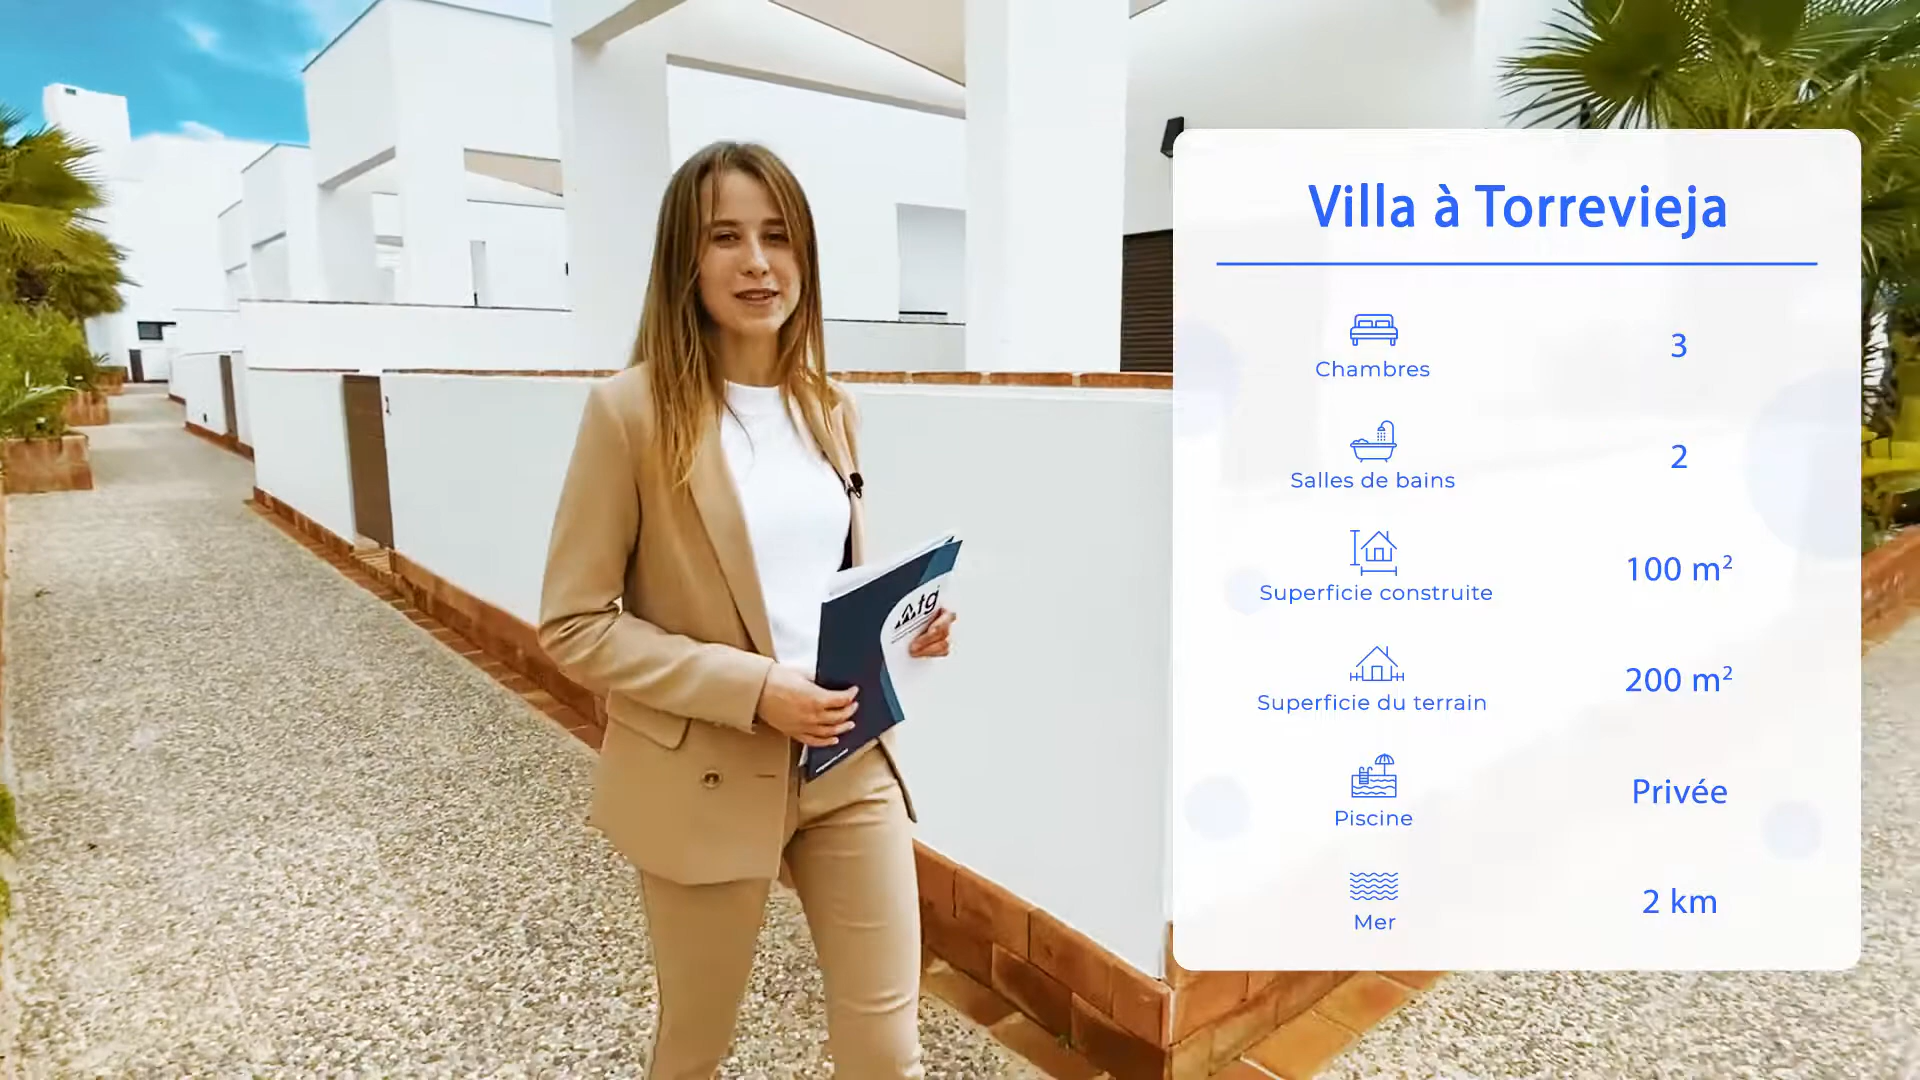 Villa à Torrevieja
Chambres
3
Salles de bains
2
Superficie construite
100 m²
Superficie du terrain
200 m²
Piscine
Privée
Mer
2 km
tgi